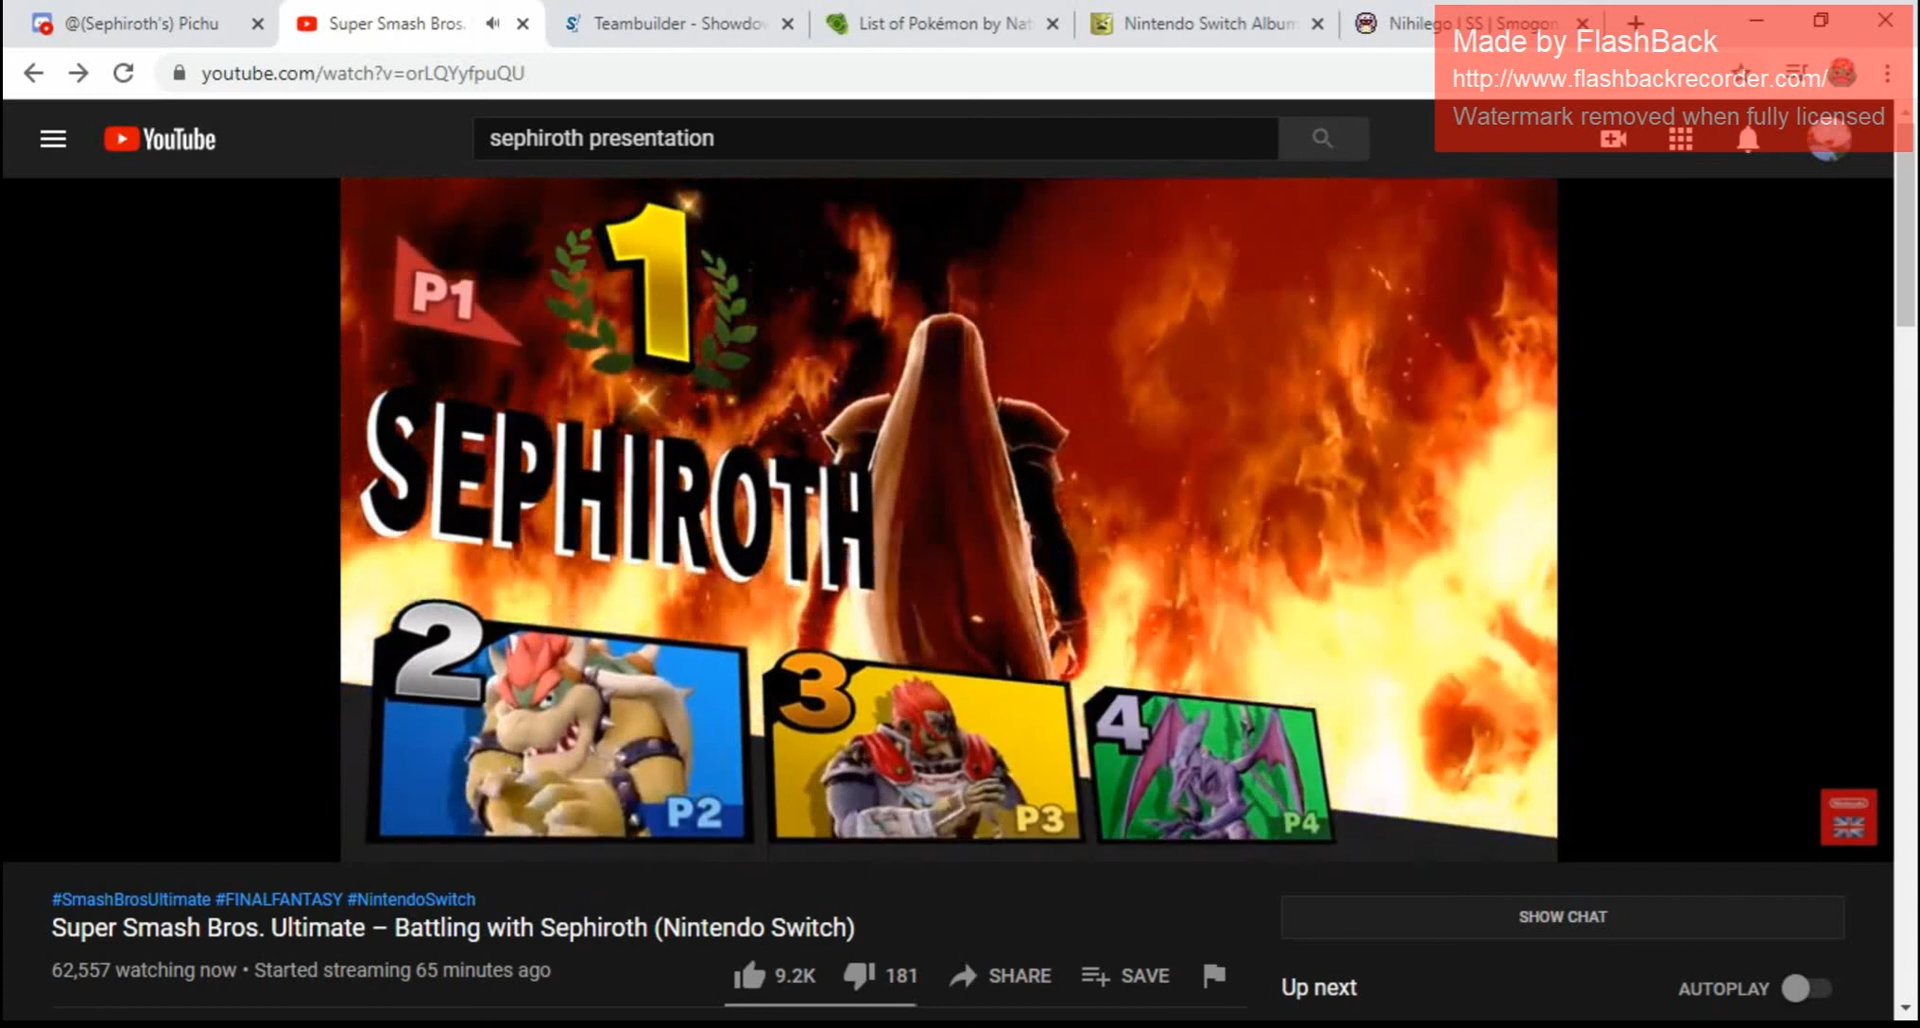 @(Sephiroth's) Pichu
Super Smash Bros.
Teambuilder - Showdo
List of Pokémon by Nat
Nintendo Switch Album
Nihilego | SS | Smogon
Made by FlashBack
http://www.flashbackrecorder.com/
Watermark removed when fully licensed
youtube.com/watch?v=orLQYyfpuQU
YouTube
sephiroth presentation
P1
1
SEPHIROTH
2
P2
3
P3
4
P4
Nintendo
#SmashBrosUltimate #FINALFANTASY #NintendoSwitch
Super Smash Bros. Ultimate – Battling with Sephiroth (Nintendo Switch)
62,557 watching now • Started streaming 65 minutes ago
9.2K
181
SHARE
SAVE
SHOW CHAT
Up next
AUTOPLAY